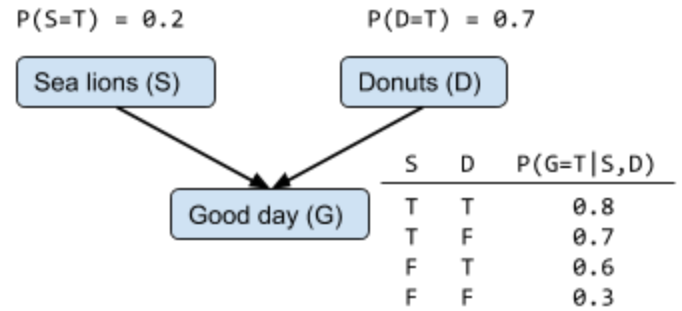 P(S=T) = 0.2 P(D=T) = 0.7
Sea lions (S) Donuts (D)
S D P(G=T|S,D)
Good day (G)
T T 0.8
T F 0.7
F T 0.6
F F 0.3